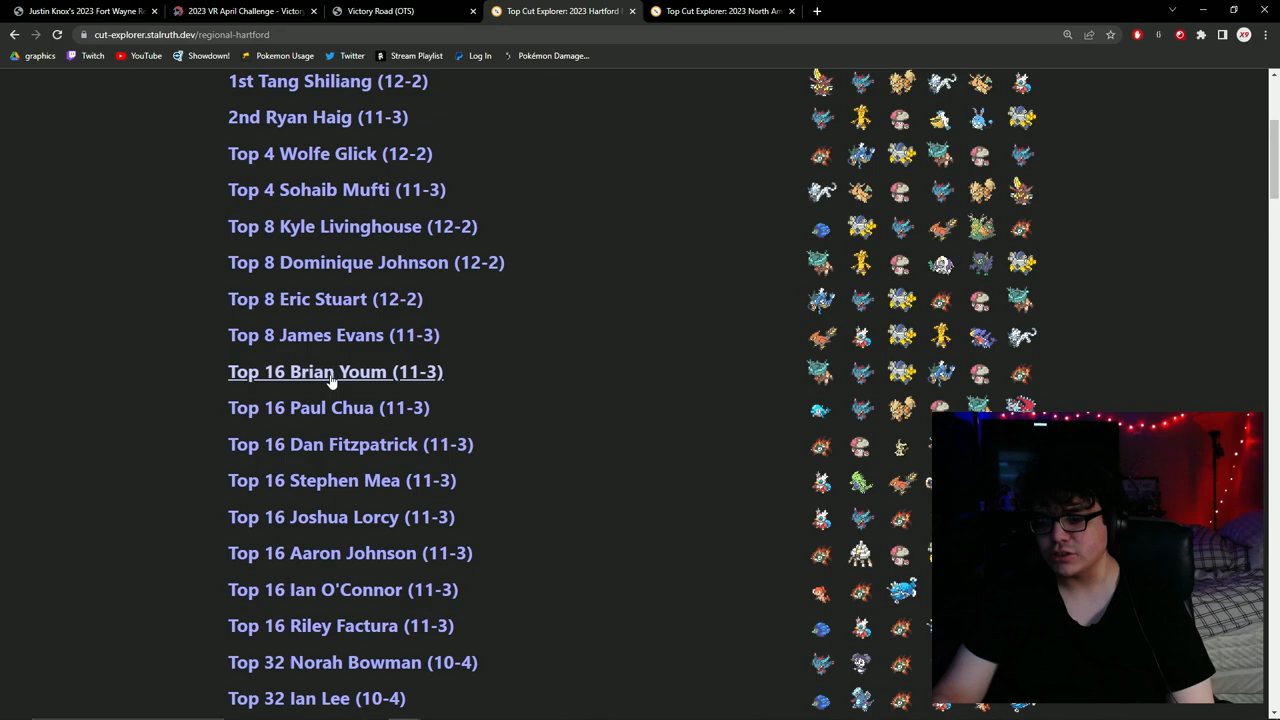 Justin Knox's 2023 Fort Wayne Re
2023 VR April Challenge - Victory
Victory Road (OTS)
Top Cut Explorer: 2023 Hartford
Top Cut Explorer: 2023 North Am
cut-explorer.stalruth.dev/regional-hartford
graphics
Twitch
YouTube
Showdown!
Pokemon Usage
Twitter
Stream Playlist
Log In
Pokémon Damage...
1st Tang Shiliang (12-2)
2nd Ryan Haig (11-3)
Top 4 Wolfe Glick (12-2)
Top 4 Sohaib Mufti (11-3)
Top 8 Kyle Livinghouse (12-2)
Top 8 Dominique Johnson (12-2)
Top 8 Eric Stuart (12-2)
Top 8 James Evans (11-3)
Top 16 Brian Youm (11-3)
Top 16 Paul Chua (11-3)
Top 16 Dan Fitzpatrick (11-3)
Top 16 Stephen Mea (11-3)
Top 16 Joshua Lorcy (11-3)
Top 16 Aaron Johnson (11-3)
Top 16 Ian O'Connor (11-3)
Top 16 Riley Factura (11-3)
Top 32 Norah Bowman (10-4)
Top 32 Ian Lee (10-4)